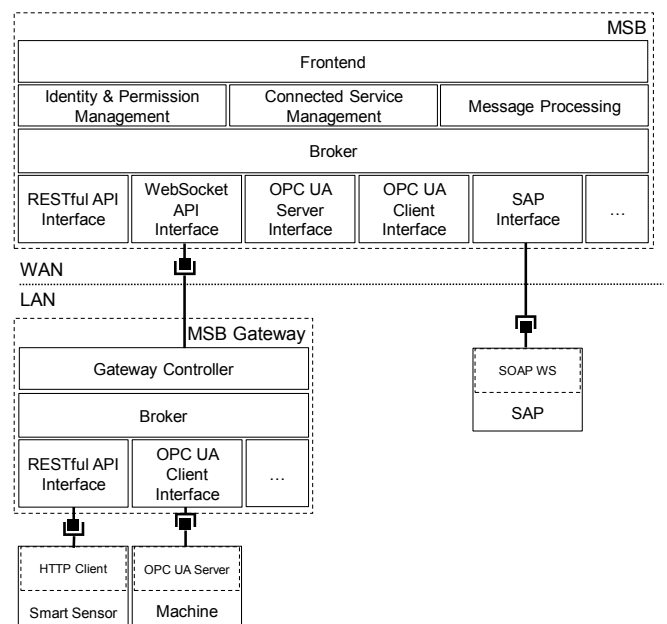 MSB
Frontend
Identity & Permission
Management
Connected Service
Management
Message Processing
Broker
RESTful API
Interface
WebSocket
API
Interface
OPC UA
Server
Interface
OPC UA
Client
Interface
SAP
Interface
...
WAN
LAN
MSB Gateway
Gateway Controller
Broker
RESTful API
Interface
OPC UA
Client
Interface
...
SOAP WS
SAP
HTTP Client
Smart Sensor
OPC UA Server
Machine